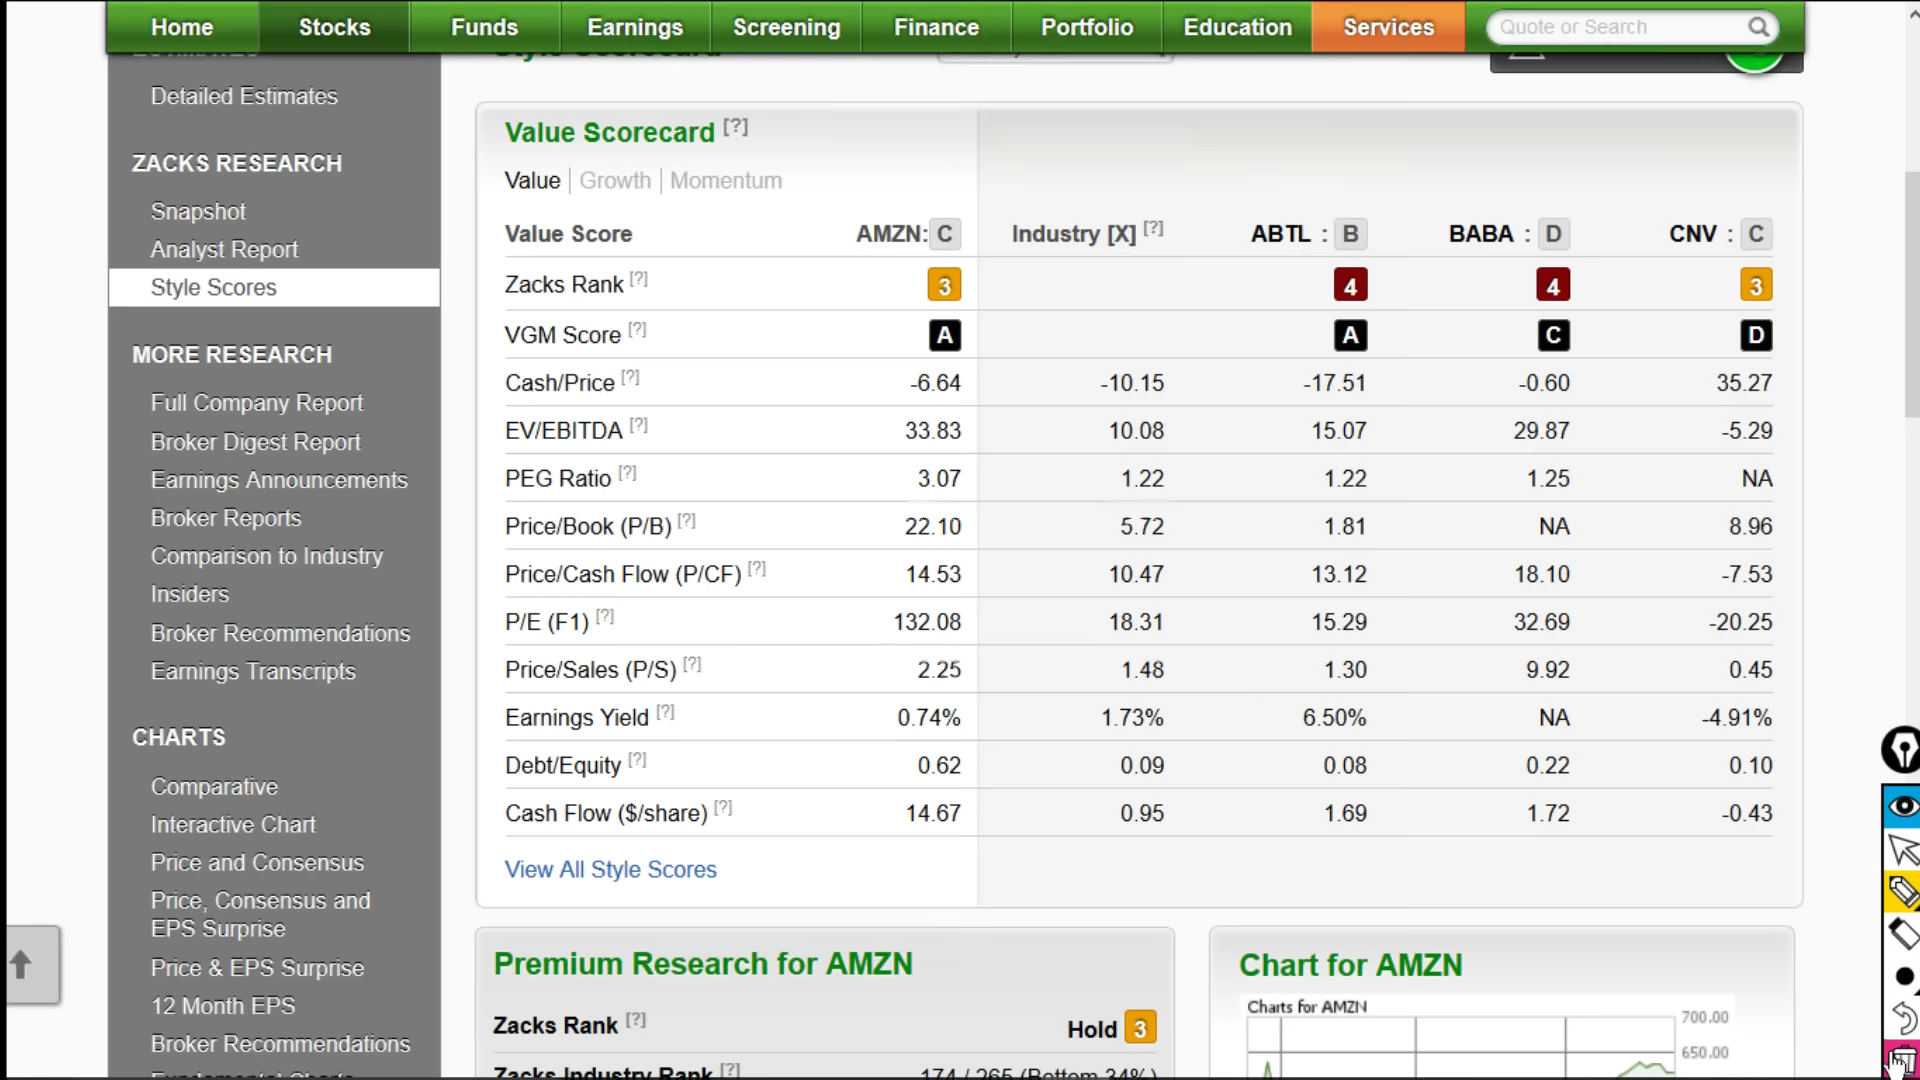 Home Stocks Funds Earnings Screening Finance Portfolio Education Services Quote or Search
Detailed Estimates
ZACKS RESEARCH
Snapshot
Analyst Report
Style Scores
MORE RESEARCH
Full Company Report
Broker Digest Report
Earnings Announcements
Broker Reports
Comparison to Industry
Insiders
Broker Recommendations
Earnings Transcripts
CHARTS
Comparative
Interactive Chart
Price and Consensus
Price, Consensus and
EPS Surprise
Price & EPS Surprise
12 Month EPS
Broker Recommendations
Value Scorecard [?]
Value | Growth | Momentum
Value Score AMZN: C Industry [X] [?] ABTL : B BABA : D CNV : C
Zacks Rank [?] 3 4 4 3
VGM Score [?] A A C D
Cash/Price [?] -6.64 -10.15 -17.51 -0.60 35.27
EV/EBITDA [?] 33.83 10.08 15.07 29.87 -5.29
PEG Ratio [?] 3.07 1.22 1.22 1.25 NA
Price/Book (P/B) [?] 22.10 5.72 1.81 NA 8.96
Price/Cash Flow (P/CF) [?] 14.53 10.47 13.12 18.10 -7.53
P/E (F1) [?] 132.08 18.31 15.29 32.69 -20.25
Price/Sales (P/S) [?] 2.25 1.48 1.30 9.92 0.45
Earnings Yield [?] 0.74% 1.73% 6.50% NA -4.91%
Debt/Equity [?] 0.62 0.09 0.08 0.22 0.10
Cash Flow ($/share) [?] 14.67 0.95 1.69 1.72 -0.43
View All Style Scores
Premium Research for AMZN
Zacks Rank [?] Hold 3
Zacks Industry Rank [?] 174 / 265 (Bottom 34%)
Chart for AMZN
Charts for AMZN
700.00
650.00